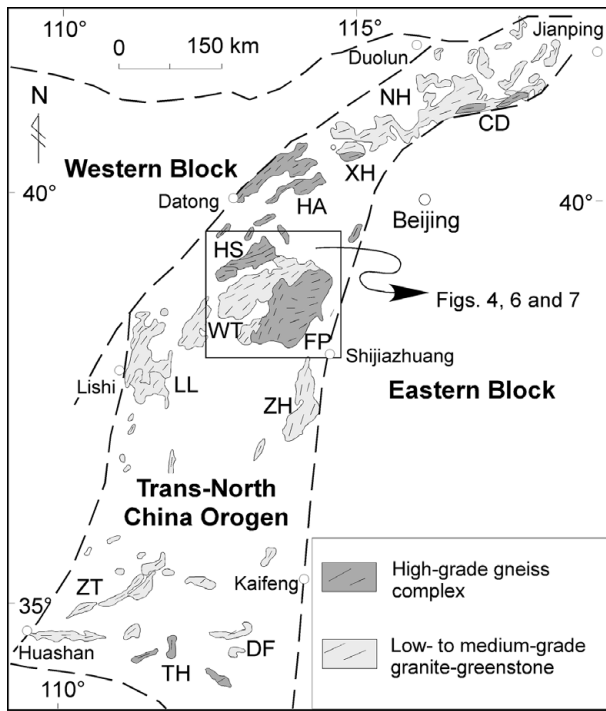 110°
115°
0 150 km
Jianping
Duolun
NH
N
CD
Western Block
XH
40°
Datong
HA
Beijing
40°
HS
Figs. 4, 6 and 7
WT
FP
Shijiazhuang
Lishi
LL
Eastern Block
ZH
Trans-North
China Orogen
High-grade gneiss
complex
ZT
Kaifeng
35°
Low- to medium-grade
granite-greenstone
Huashan
DF
TH
110°